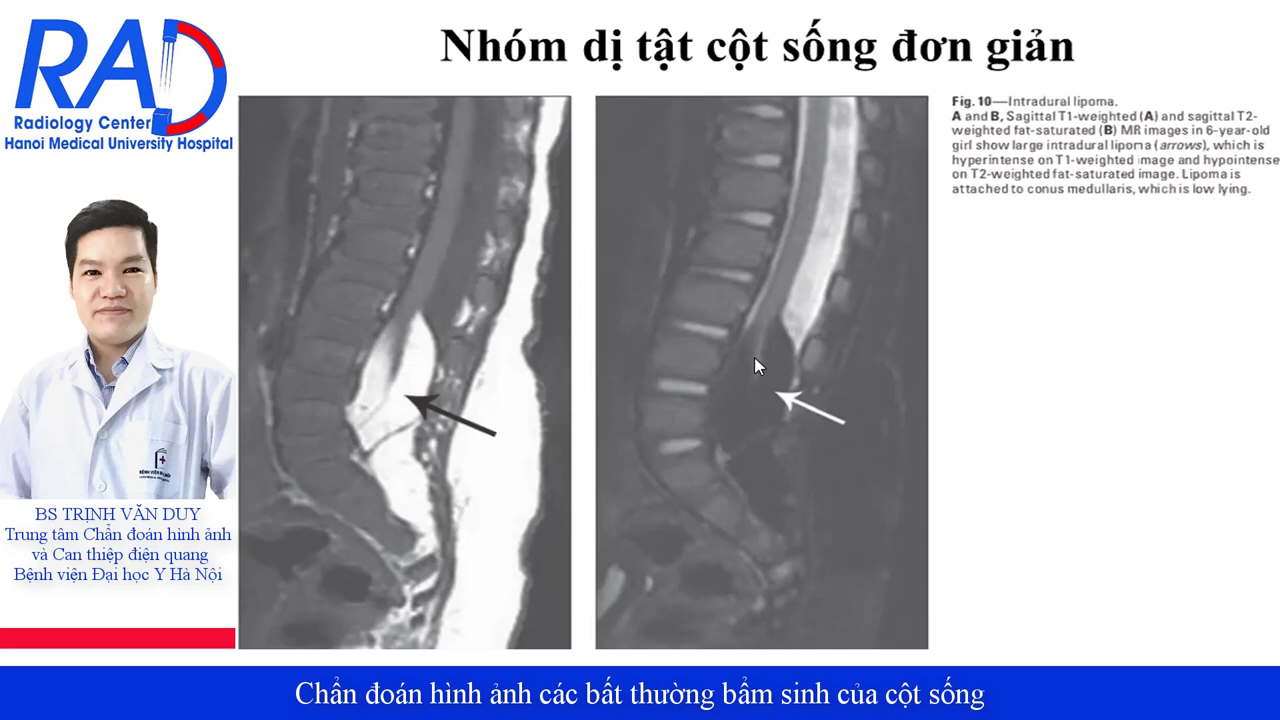 Nhóm dị tật cột sống đơn giản
RAD
Radiology Center
Hanoi Medical University Hospital
Fig. 10—Intradural lipoma.
A and B, Sagittal T1-weighted (A) and sagittal T2-
weighted fat-saturated (B) MR images in 6-year-old
girl show large intradural lipoma (arrows), which is
hyperintense on T1-weighted image and hypointense
on T2-weighted fat-saturated image. Lipoma is
attached to conus medullaris, which is low lying.
BS TRỊNH VĂN DUY
Trung tâm Chẩn đoán hình ảnh
và Can thiệp điện quang
Bệnh viện Đại học Y Hà Nội
Chẩn đoán hình ảnh các bất thường bẩm sinh của cột sống